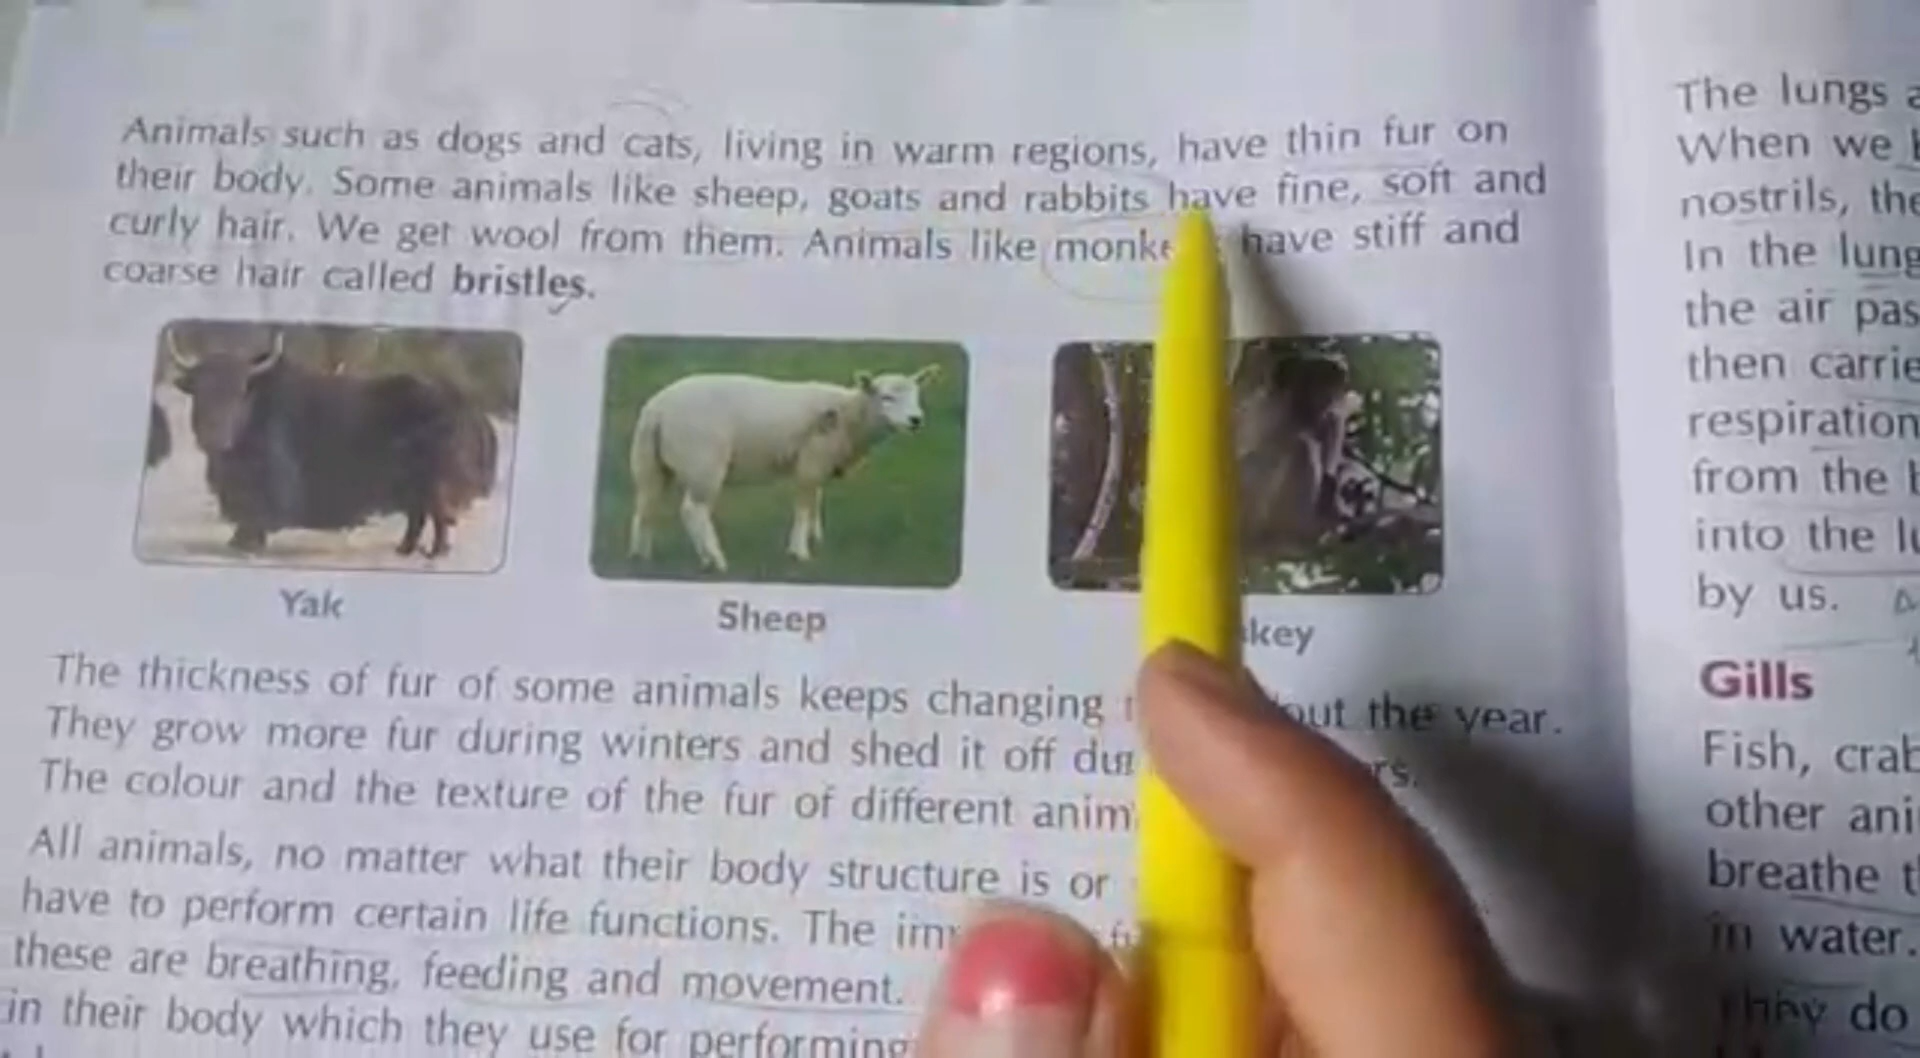 Animals such as dogs and cats, living in warm regions, have thin fur on
their body. Some animals like sheep, goats and rabbits have fine, soft and
curly hair. We get wool from them. Animals like have stiff and
coarse hair called bristles.
Yak
Sheep
The thickness of fur of some animals keeps changing the year.
They grow more fur during winters and shed it off
The colour and the texture of the fur of different
All animals, no matter what their body structure is or
have to perform certain life functions. The
these are breathing, feeding and movement.
in their body which they use for performing
The lungs
When we
nostrils,
In the
the air
then
respiration
from the
into the
by us.
Gills
Fish,
other
breathe
in water.
They do